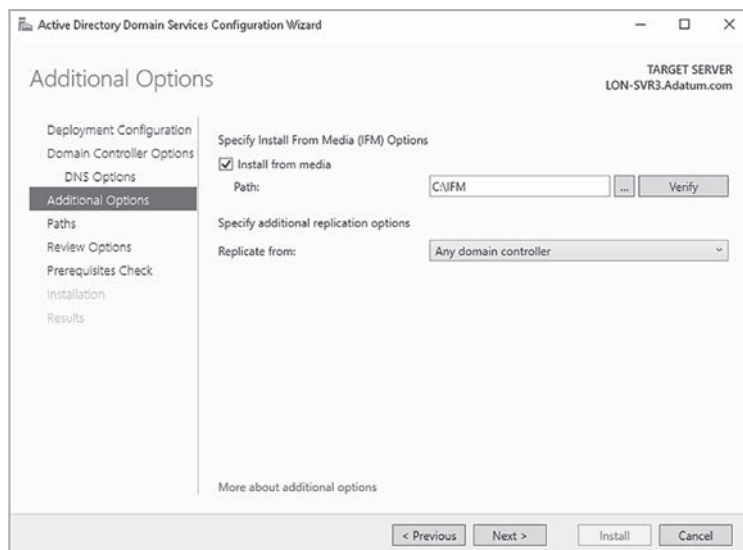 Active Directory Domain Services Configuration Wizard
Additional Options
TARGET SERVER
LON-SVR3.Adatum.com
Deployment Configuration
Domain Controller Options
DNS Options
Additional Options
Paths
Review Options
Prerequisites Check
Installation
Results
Specify Install From Media (IFM) Options
Install from media
Path:
C:\IFM
...
Verify
Specify additional replication options
Replicate from:
Any domain controller
More about additional options
< Previous
Next >
Install
Cancel